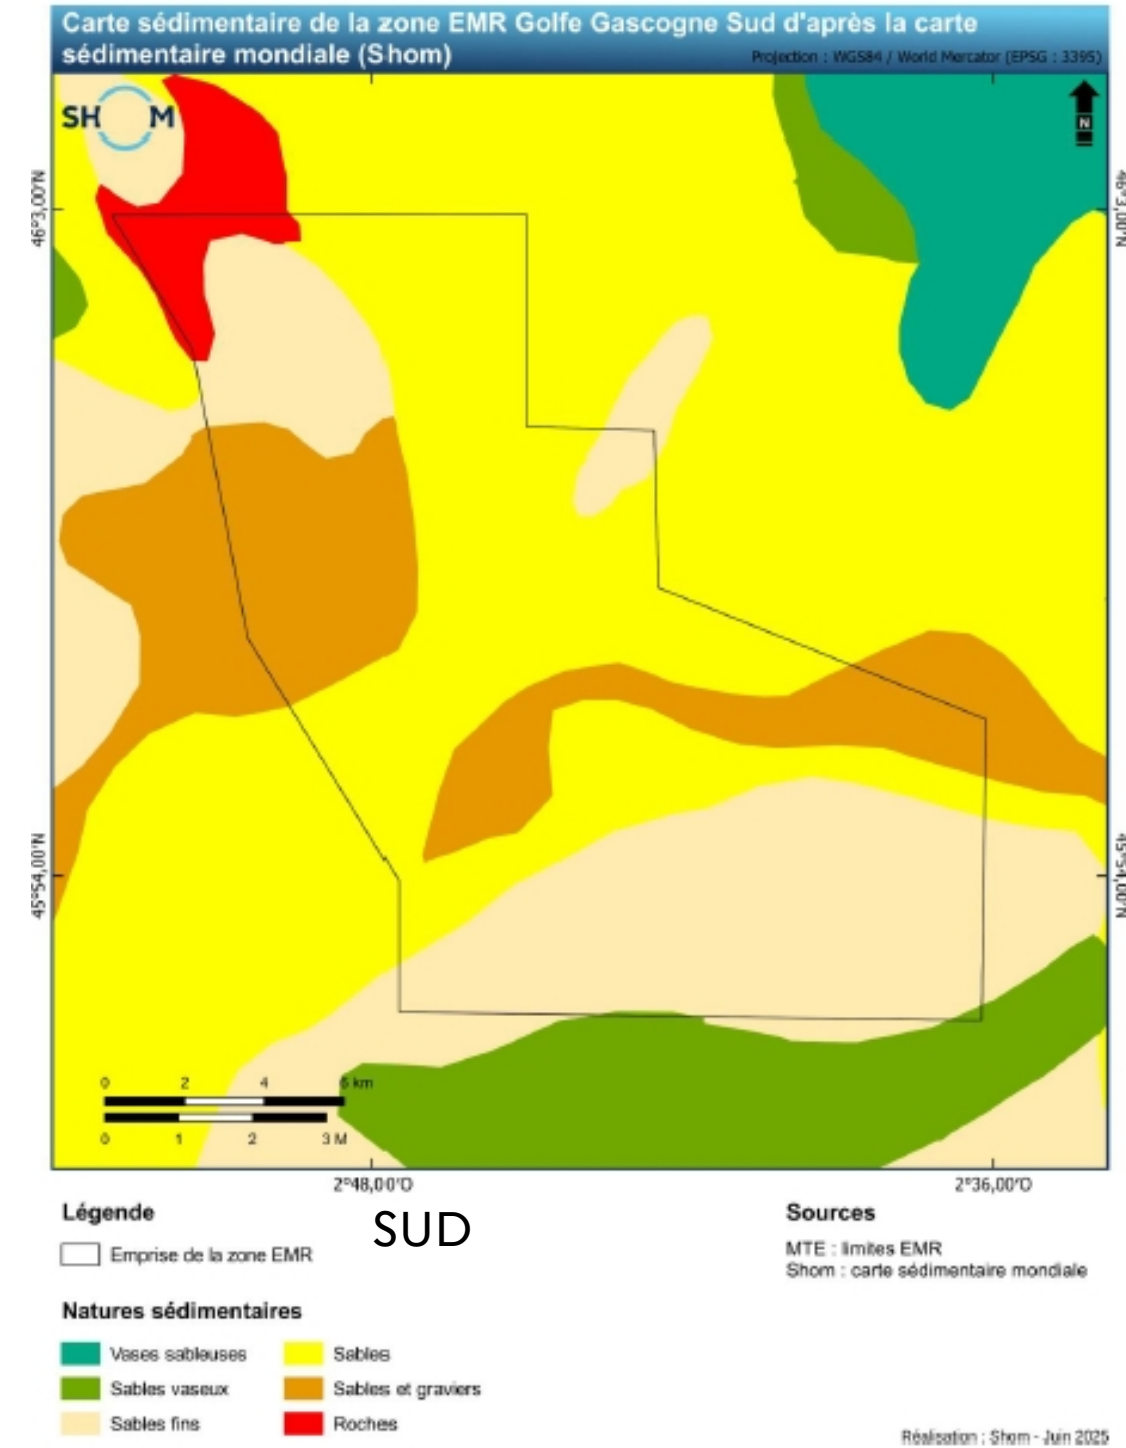 Carte sédimentaire de la zone EMR Golfe Gascogne Sud d'après la carte
sédimentaire mondiale (Shom)
Projection : WGS84 / World Mercator (EPSG : 3395)
SH M
N
46°3,00'N
46°3,00'N
45°54,00'N
45°54,00'N
0 2 4 6 km
0 1 2 3 M
2°48,00'O
2°36,00'O
Légende
SUD
Sources
Emprise de la zone EMR
MTE : limites EMR
Shom : carte sédimentaire mondiale
Natures sédimentaires
Vases sableuses
Sables
Sables vaseux
Sables et graviers
Sables fins
Roches
Réalisation : Shom - Juin 2025